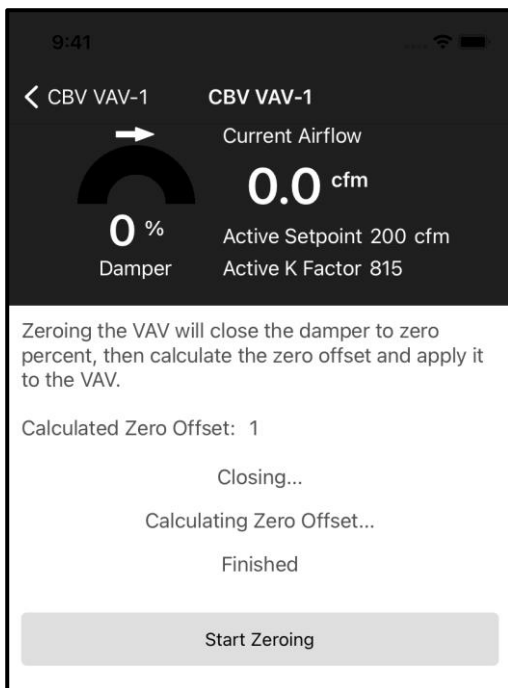 9:41
CBV VAV-1 CBV VAV-1
Current Airflow
0.0 cfm
0 %
Damper
Active Setpoint 200 cfm
Active K Factor 815
Zeroing the VAV will close the damper to zero
percent, then calculate the zero offset and apply it
to the VAV.
Calculated Zero Offset: 1
Closing...
Calculating Zero Offset...
Finished
Start Zeroing